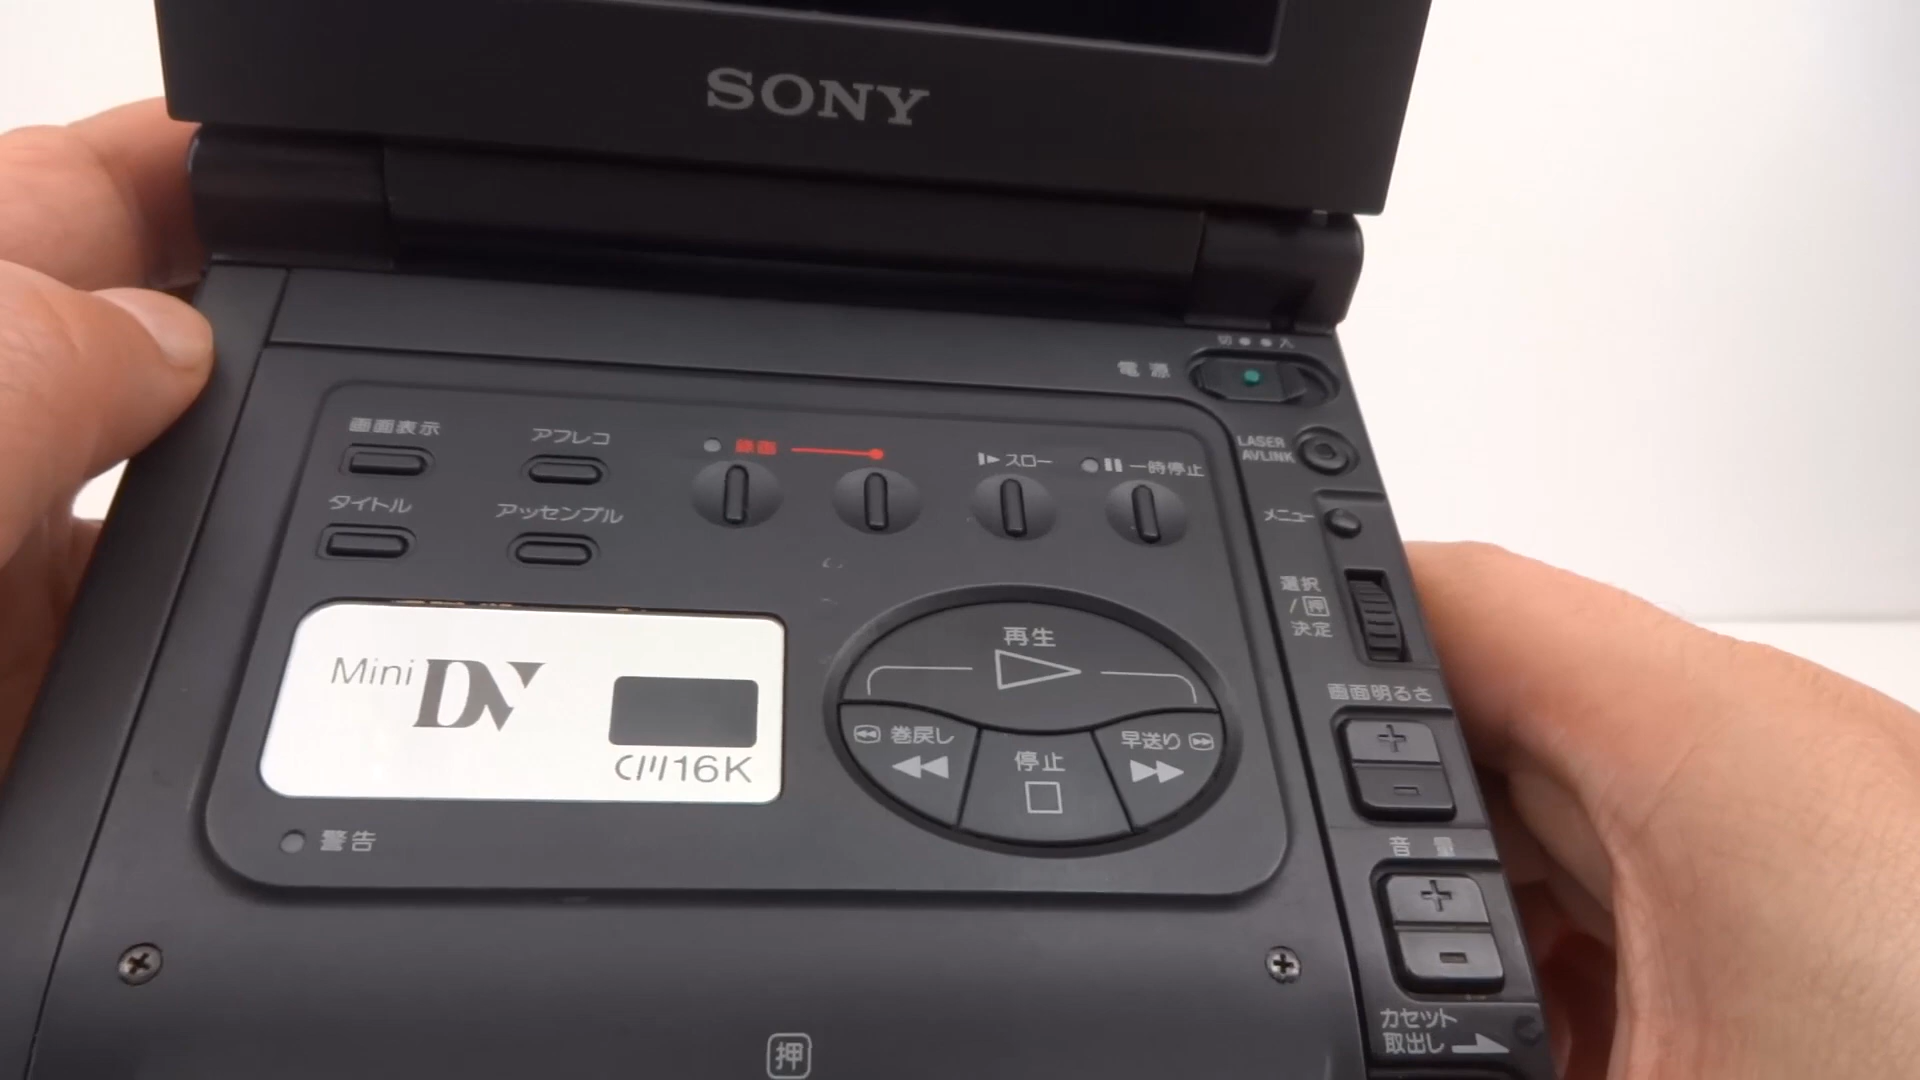 SONY
切 入
電源
画面表示
アフレコ
録画
スロー
一時停止
LASER
AVLINK
タイトル
アッセンブル
メニュー
選択
/押
決定
再生
Mini DV
画面明るさ
+
巻戻し
早送り
停止
CM16K
-
警告
音量
+
-
カセット
取出し
押